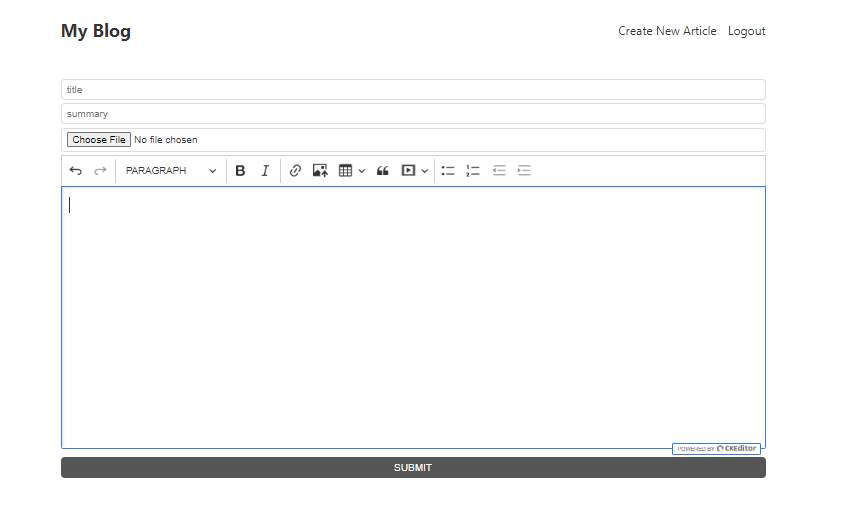 My Blog
Create New Article Logout
title
summary
Choose File No file chosen
PARAGRAPH B I
POWERED BY CKEditor
SUBMIT